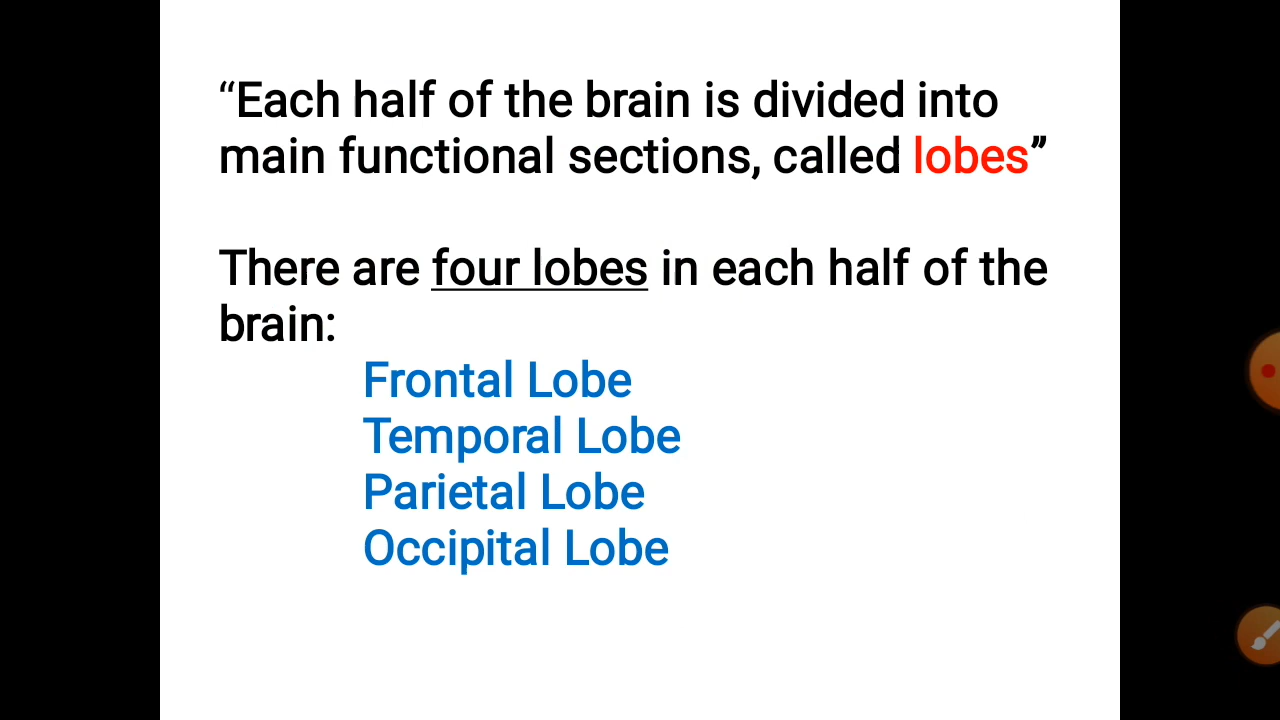 “Each half of the brain is divided into
main functional sections, called lobes”
There are four lobes in each half of the
brain:
Frontal Lobe
Temporal Lobe
Parietal Lobe
Occipital Lobe